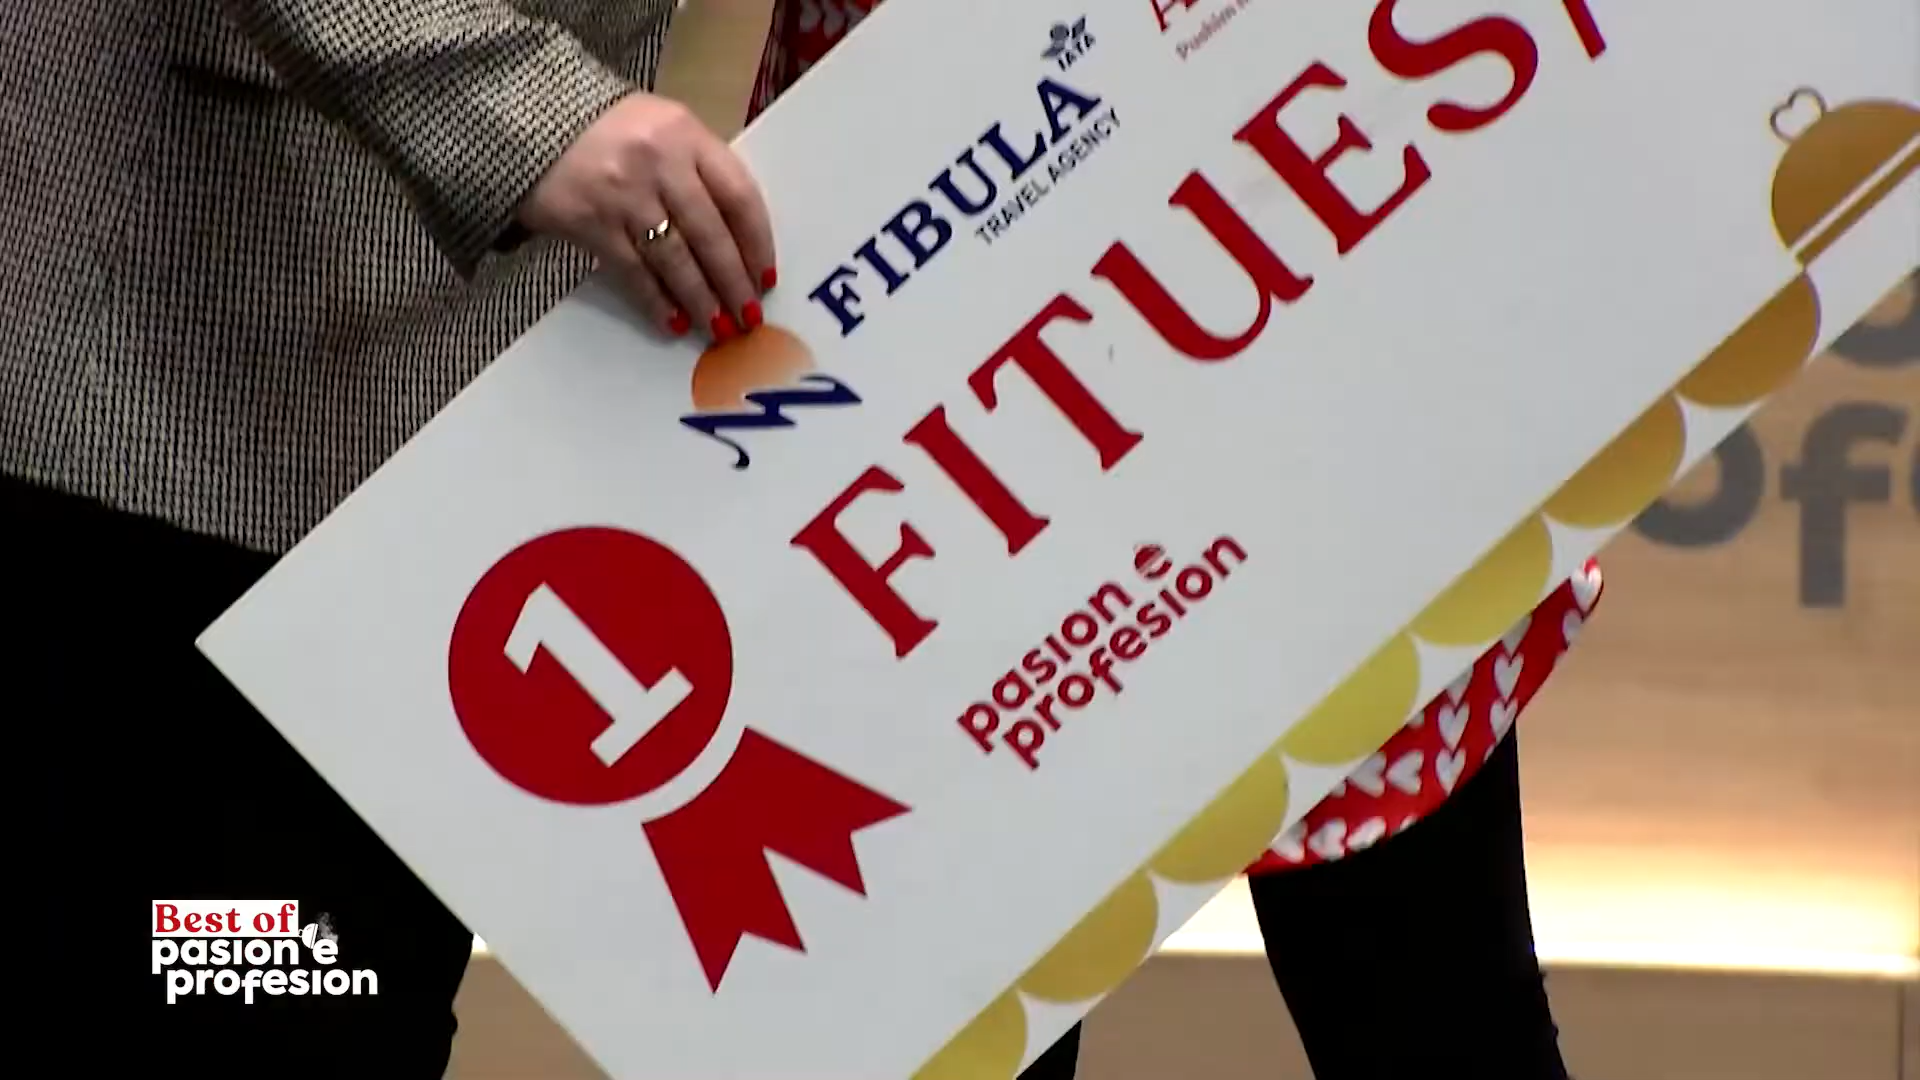 IATA
FIBULA
TRAVEL AGENCY
FITUES/
1
pasion e
profesion
Best of
pasion e
profesion